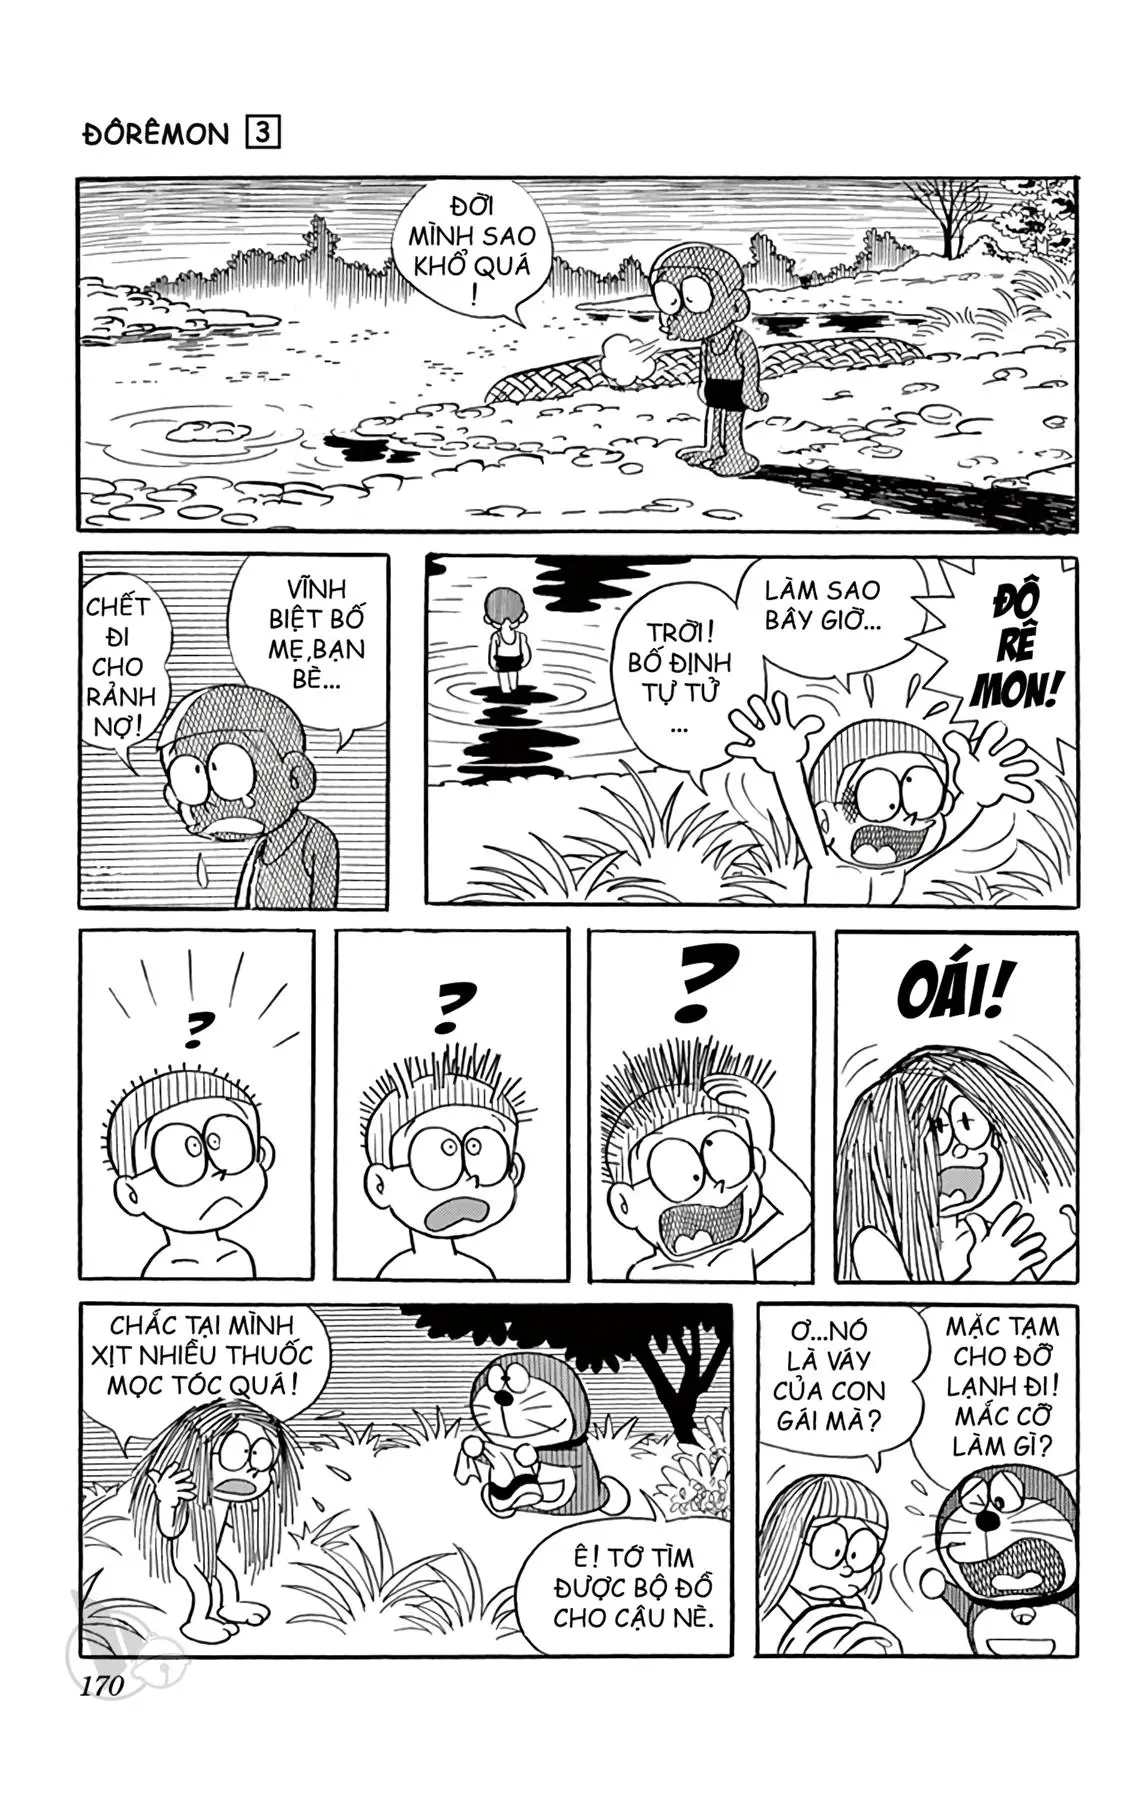 ĐÔRÊMON 3
ĐỜI
MÌNH SAO
KHỔ QUÁ
!
VĨNH
BIỆT BỐ
MẸ,BẠN
BÈ...
CHẾT
ĐI
CHO
RẢNH
NỢ!
TRỜI!
BỐ ĐỊNH
TỰ TỬ
...
LÀM SAO
BÂY GIỜ...
ĐÔ
RÊ
MON!
?
?
?
OÁI!
CHẮC TẠI MÌNH
XỊT NHIỀU THUỐC
MỌC TÓC QUÁ!
Ê! TỚ TÌM
ĐƯỢC BỘ ĐỒ
CHO CẬU NÈ.
Ơ...NÓ
LÀ VÁY
CỦA CON
GÁI MÀ?
MẶC TẠM
CHO ĐỠ
LẠNH ĐI!
MẮC CỠ
LÀM GÌ?
170